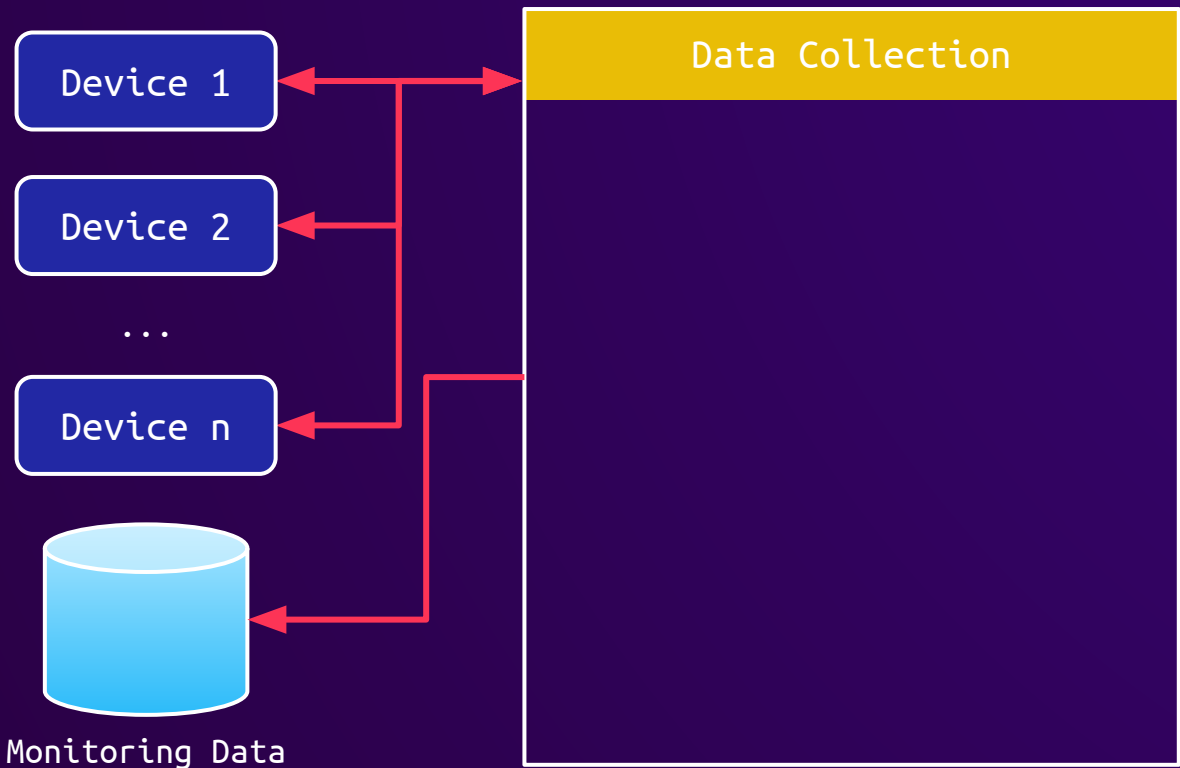 Data Collection
Device 1
Device 2
...
Device n
Monitoring Data